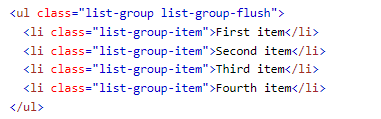 <ul class="list-group list-group-flush">
  <li class="list-group-item">First item</li>
  <li class="list-group-item">Second item</li>
  <li class="list-group-item">Third item</li>
  <li class="list-group-item">Fourth item</li>
</ul>